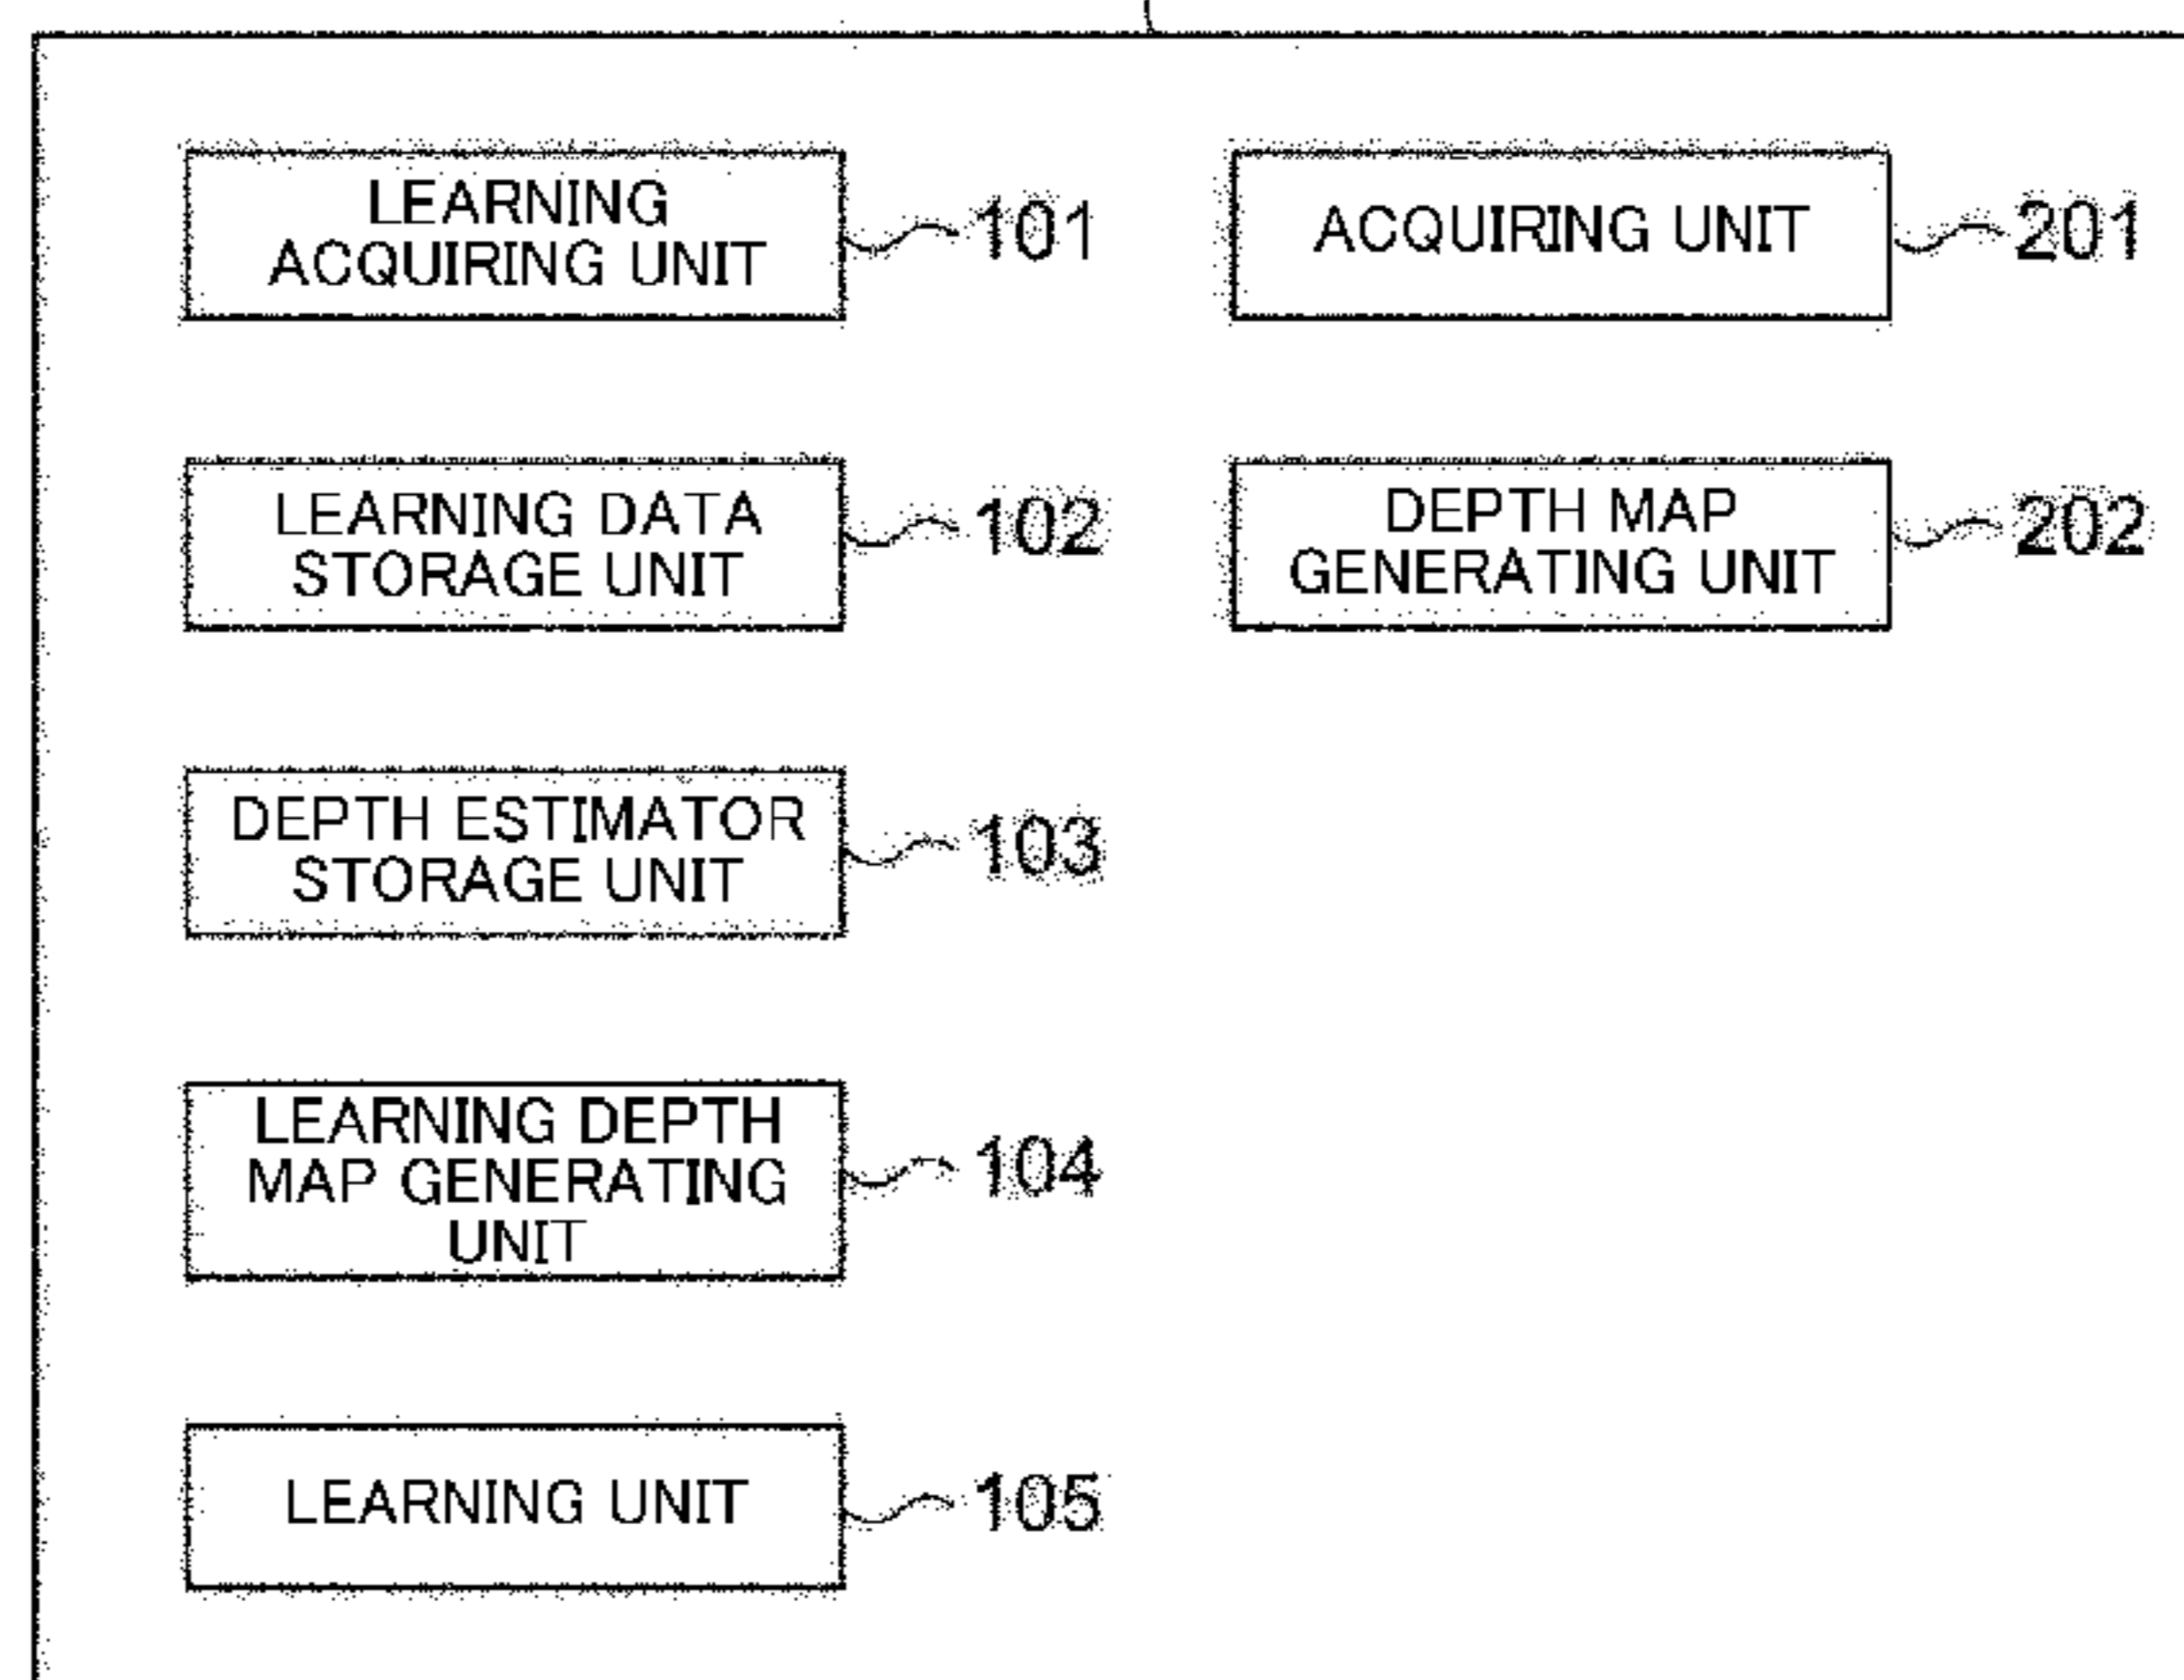 LEARNING
ACQUIRING UNIT
101
LEARNING DATA
STORAGE UNIT
102
DEPTH ESTIMATOR
STORAGE UNIT
103
LEARNING DEPTH
MAP GENERATING
UNIT
104
LEARNING UNIT
105
ACQUIRING UNIT
201
DEPTH MAP
GENERATING UNIT
202